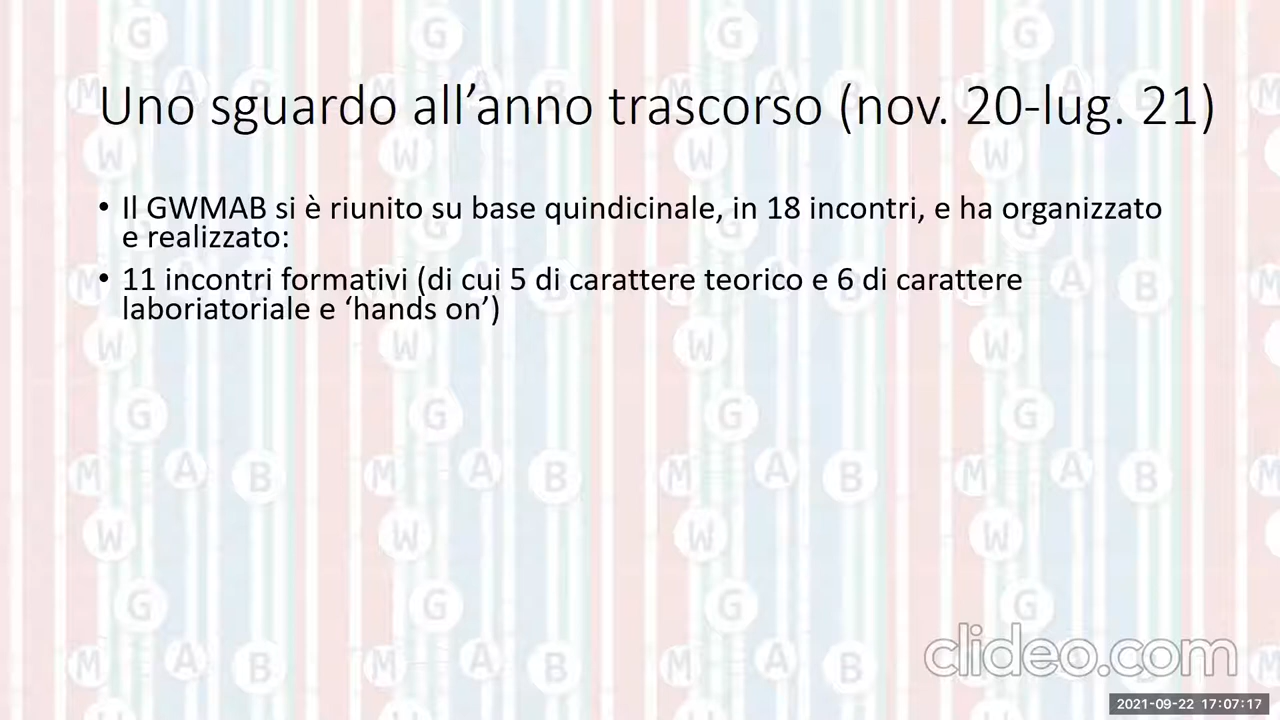 Uno sguardo all’anno trascorso (nov. 20-lug. 21)
• Il GWMAB si è riunito su base quindicinale, in 18 incontri, e ha organizzato
e realizzato:
• 11 incontri formativi (di cui 5 di carattere teorico e 6 di carattere
laboriatoriale e ‘hands on’)
G G G G
M A B M A B M A B M A B M
W W W W
G G G G
M A B M A B M A B M A B M
W W W W
G G G G
M A B M A B M A B M A B M
W W W W
G G G G
M A B M A B M A B M A B M
clideo.com
2021-09-22 17:07:17